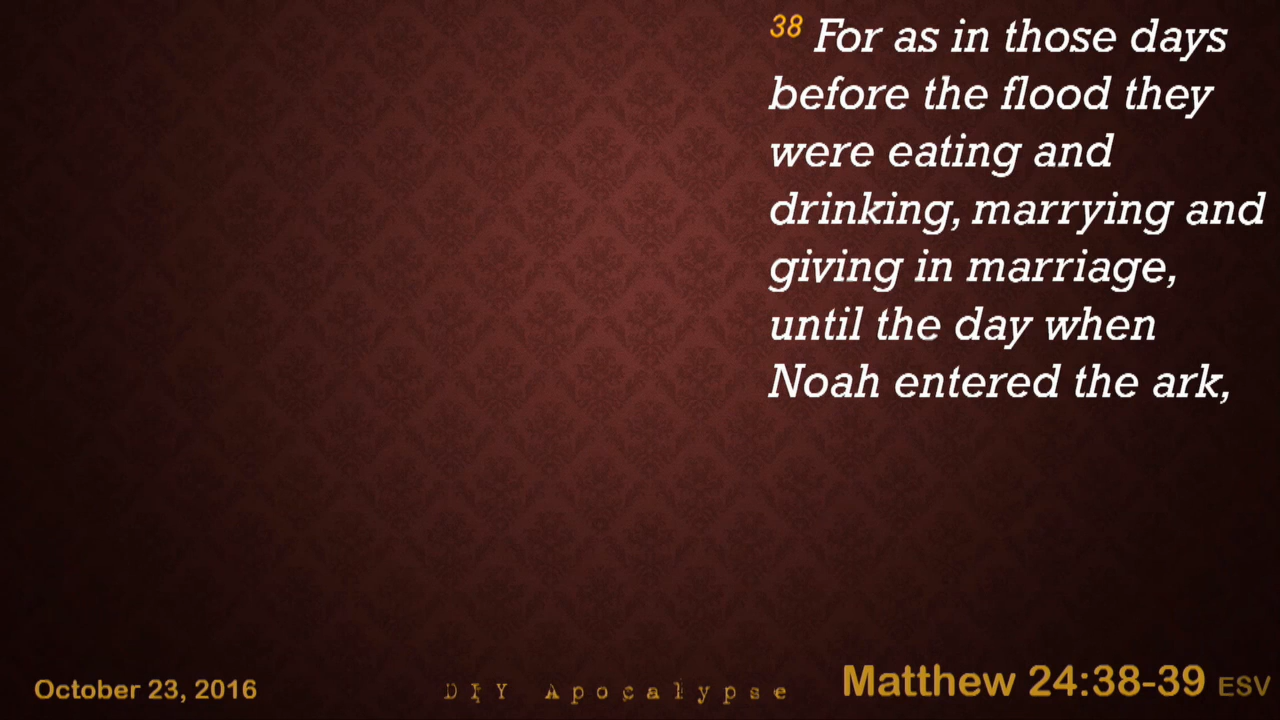 38 For as in those days
before the flood they
were eating and
drinking, marrying and
giving in marriage,
until the day when
Noah entered the ark,
October 23, 2016
DIY Apocalypse
Matthew 24:38-39 ESV